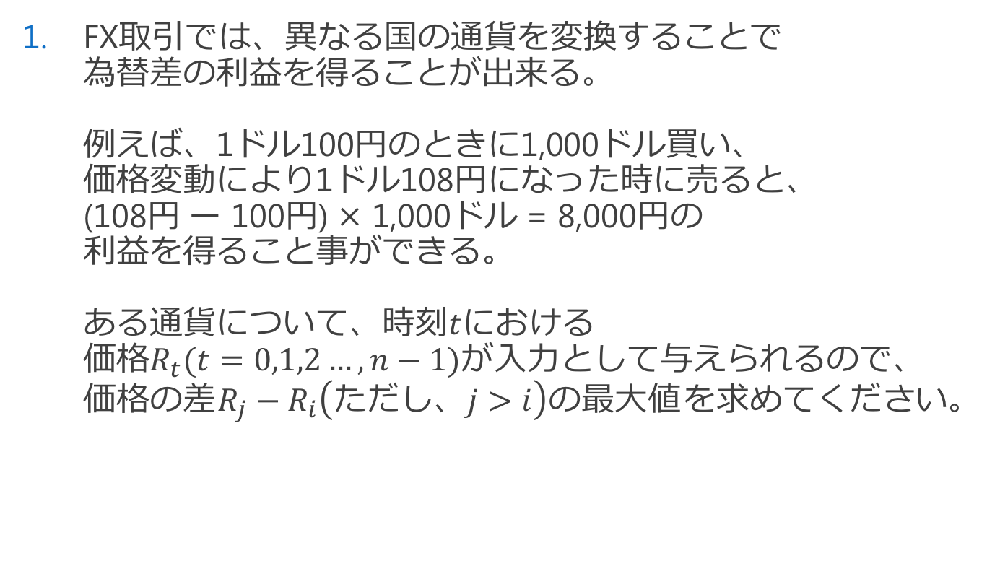 1. FX取引では、異なる国の通貨を変換することで
為替差の利益を得ることが出来る。
例えば、1ドル100円のときに1,000ドル買い、
価格変動により1ドル108円になった時に売ると、
(108円 ー 100円) × 1,000ドル = 8,000円の
利益を得ること事ができる。
ある通貨について、時刻tにおける
価格R_t(t = 0,1,2 … , n − 1)が入力として与えられるので、
価格の差R_j − R_i(ただし、j > i)の最大値を求めてください。